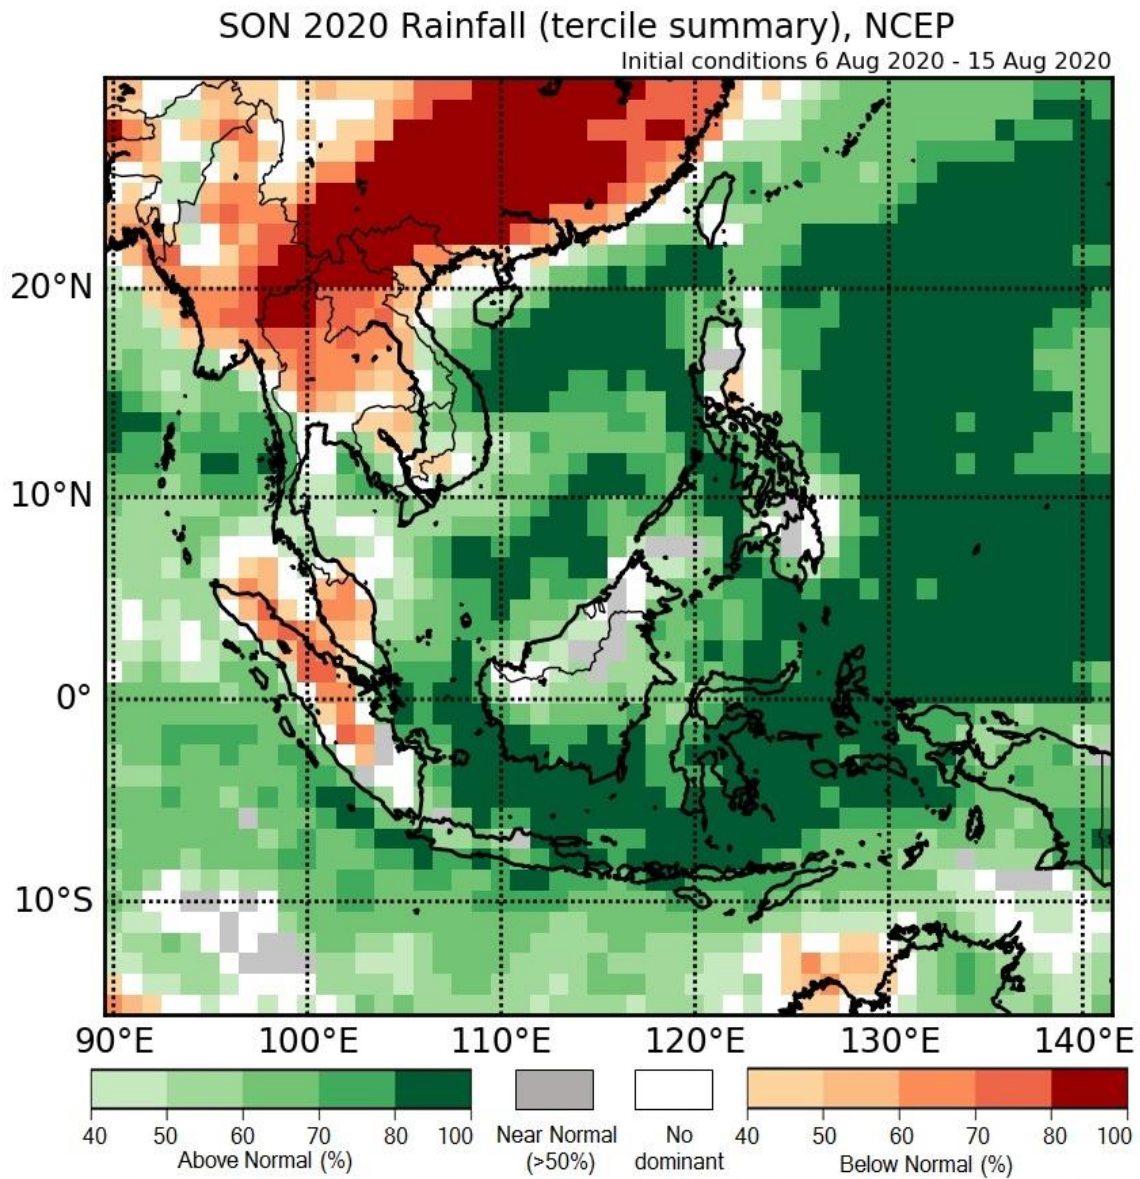 SON 2020 Rainfall (tercile summary), NCEP
Initial conditions 6 Aug 2020 - 15 Aug 2020
20°N
10°N
0°
10°S
90°E 100°E 110°E 120°E 130°E 140°E
40 50 60 70 80 100
Above Normal (%)
Near Normal
(>50%)
No
dominant
40 50 60 70 80 100
Below Normal (%)